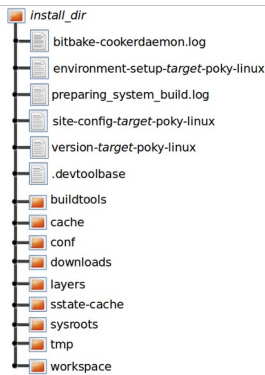 install_dir
bitbake-cookerdaemon.log
environment-setup-target-poky-linux
preparing_system_build.log
site-config-target-poky-linux
version-target-poky-linux
.devtoolbase
buildtools
cache
conf
downloads
layers
sstate-cache
sysroots
tmp
workspace